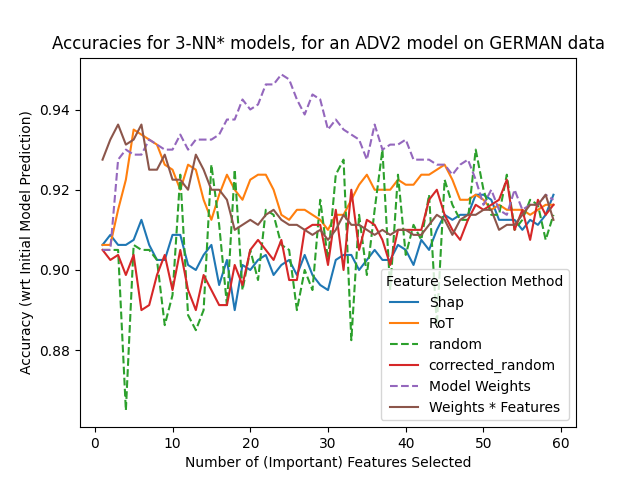 Accuracies for 3-NN* models, for an ADV2 model on GERMAN data
Accuracy (wrt Initial Model Prediction)
0.94
0.92
0.90
0.88
Feature Selection Method
Shap
RoT
random
corrected_random
Model Weights
Weights * Features
0 10 20 30 40 50 60
Number of (Important) Features Selected